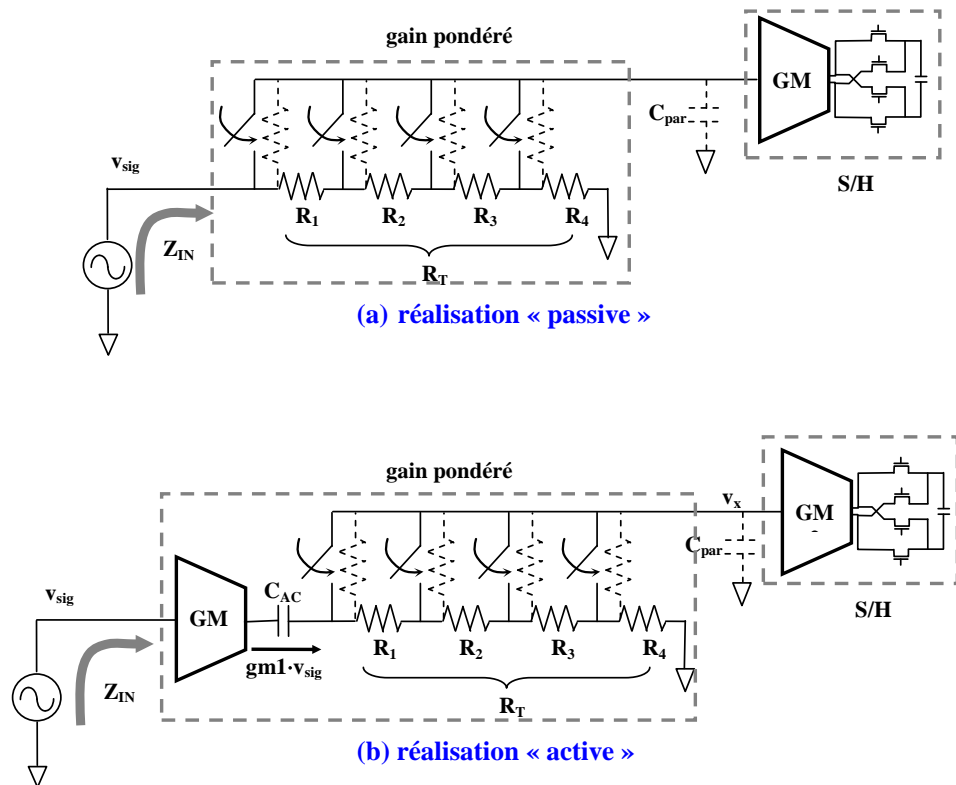 gain pondéré
GM
C_par
v_sig
S/H
R_1 R_2 R_3 R_4
Z_IN
R_T
(a) réalisation « passive »
gain pondéré
v_x
GM
C_par
C_AC
v_sig
S/H
GM
R_1 R_2 R_3 R_4
gm1·v_sig
Z_IN
R_T
(b) réalisation « active »